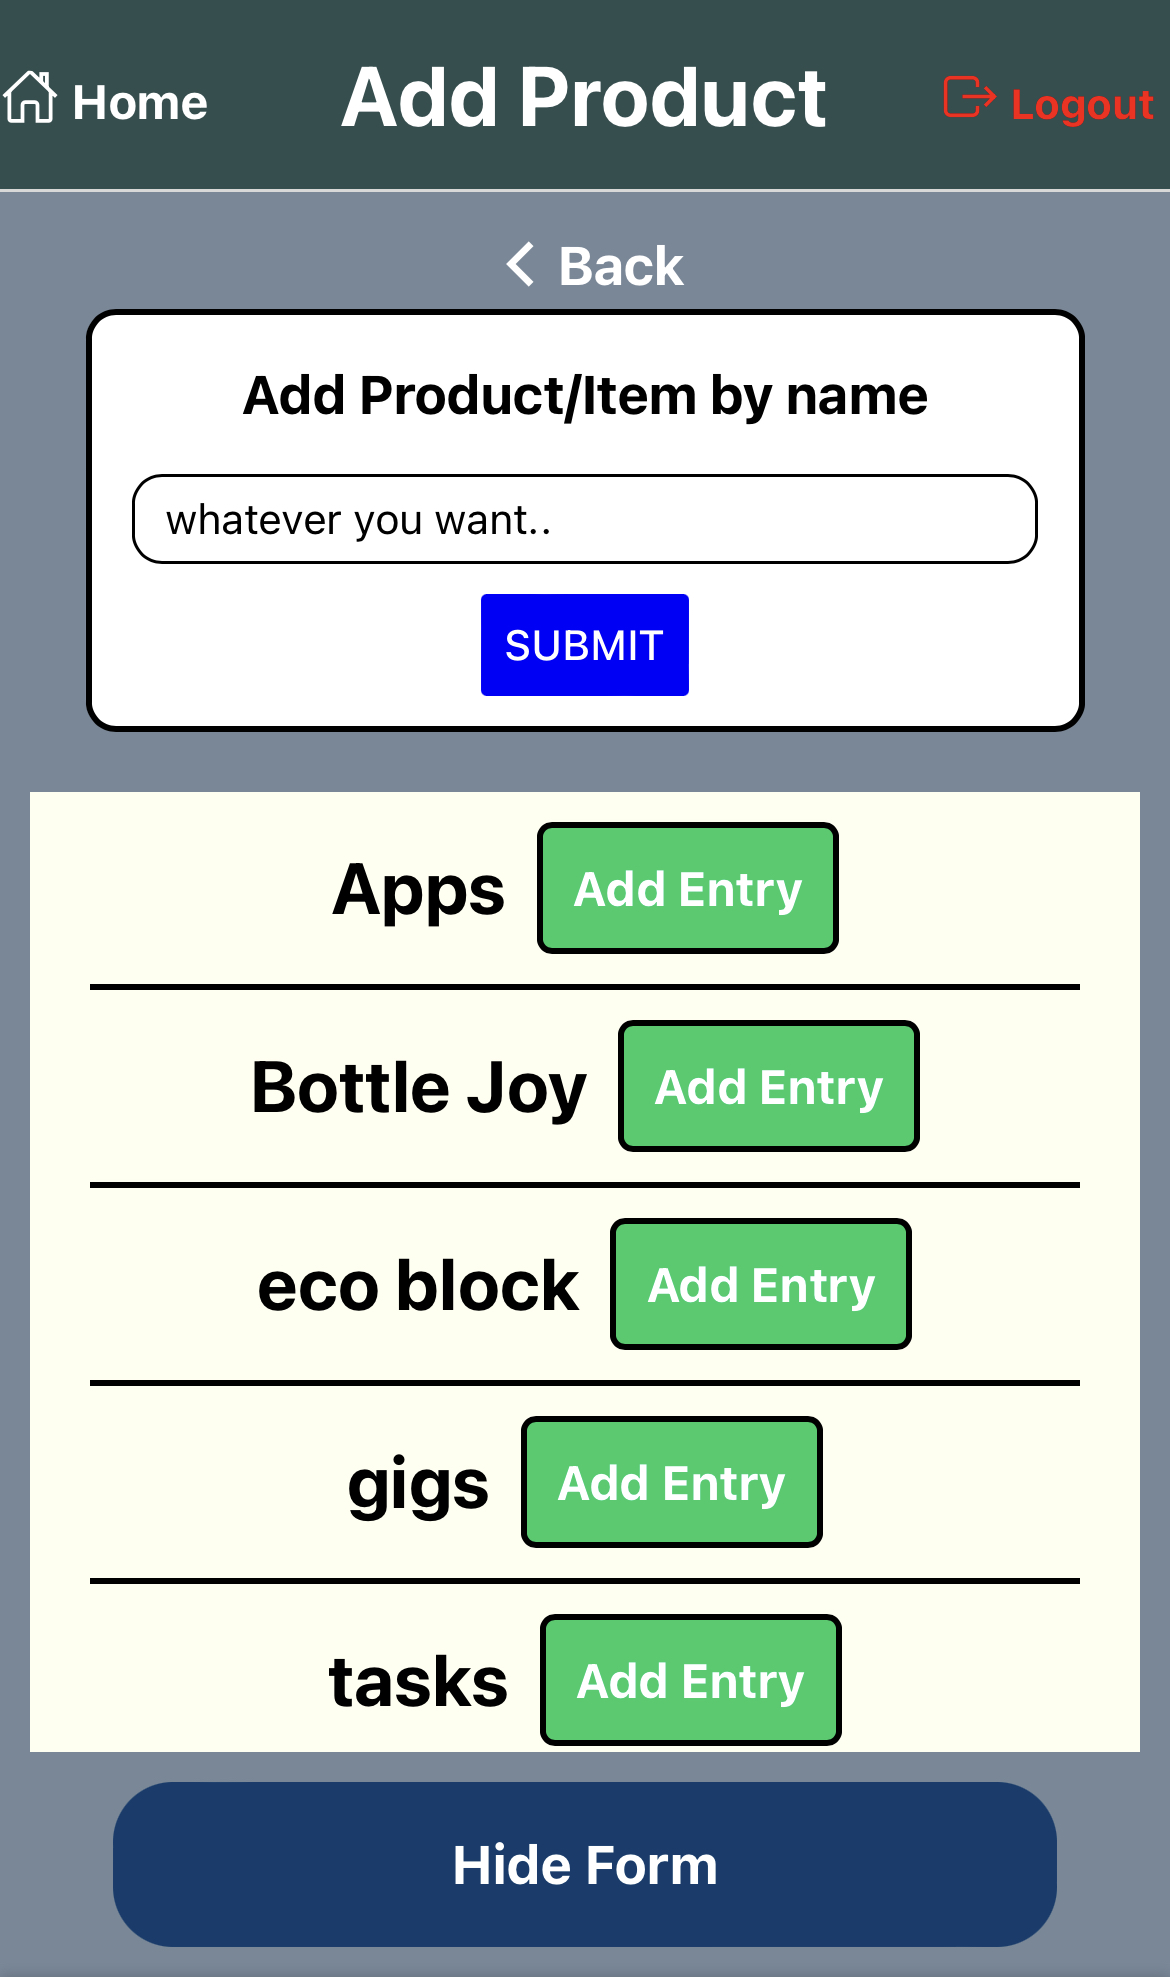 Home Add Product Logout
Back
Add Product/Item by name
whatever you want..
SUBMIT
Apps Add Entry
Bottle Joy Add Entry
eco block Add Entry
gigs Add Entry
tasks Add Entry
Hide Form